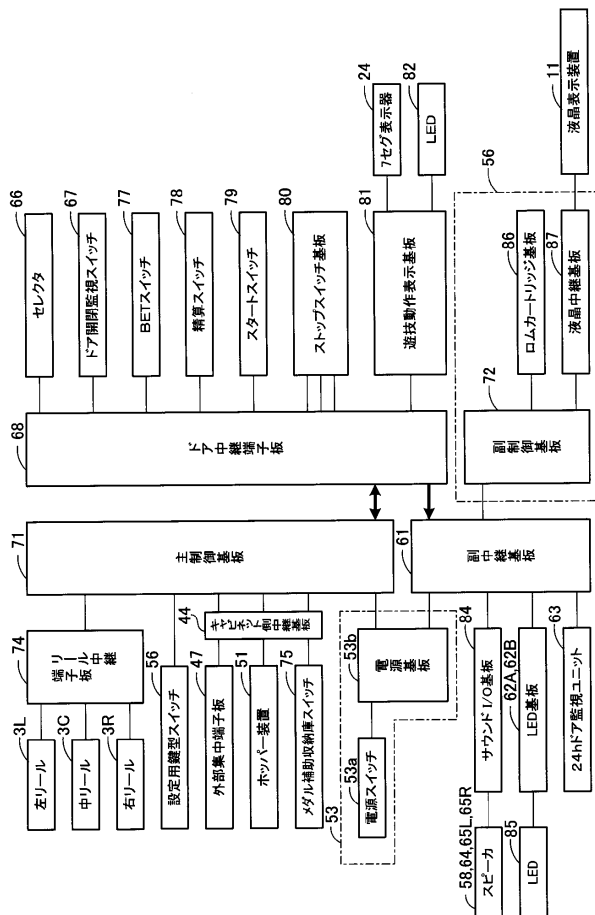 3L
左リール
3C
中リール
3R
右リール
74
リール中継
端子板
56
設定用鍵型スイッチ
47
外部集中端子板
51
ホッパー装置
75
メダル補助収納庫スイッチ
44
キャビネット側中継基板
71
主制御基板
53
53a
電源スイッチ
53b
電源基板
68
ドア中継端子板
66
セレクタ
67
ドア開閉監視スイッチ
77
BETスイッチ
78
精算スイッチ
79
スタートスイッチ
80
ストップスイッチ基板
81
遊技動作表示基板
24
7セグ表示器
82
LED
61
副中継基板
58,64,65L,65R
スピーカ
84
サウンドI/O基板
85
LED
62A,62B
LED基板
63
24hドア監視ユニット
56
72
副制御基板
86
ロムカートリッジ基板
87
液晶中継基板
11
液晶表示装置